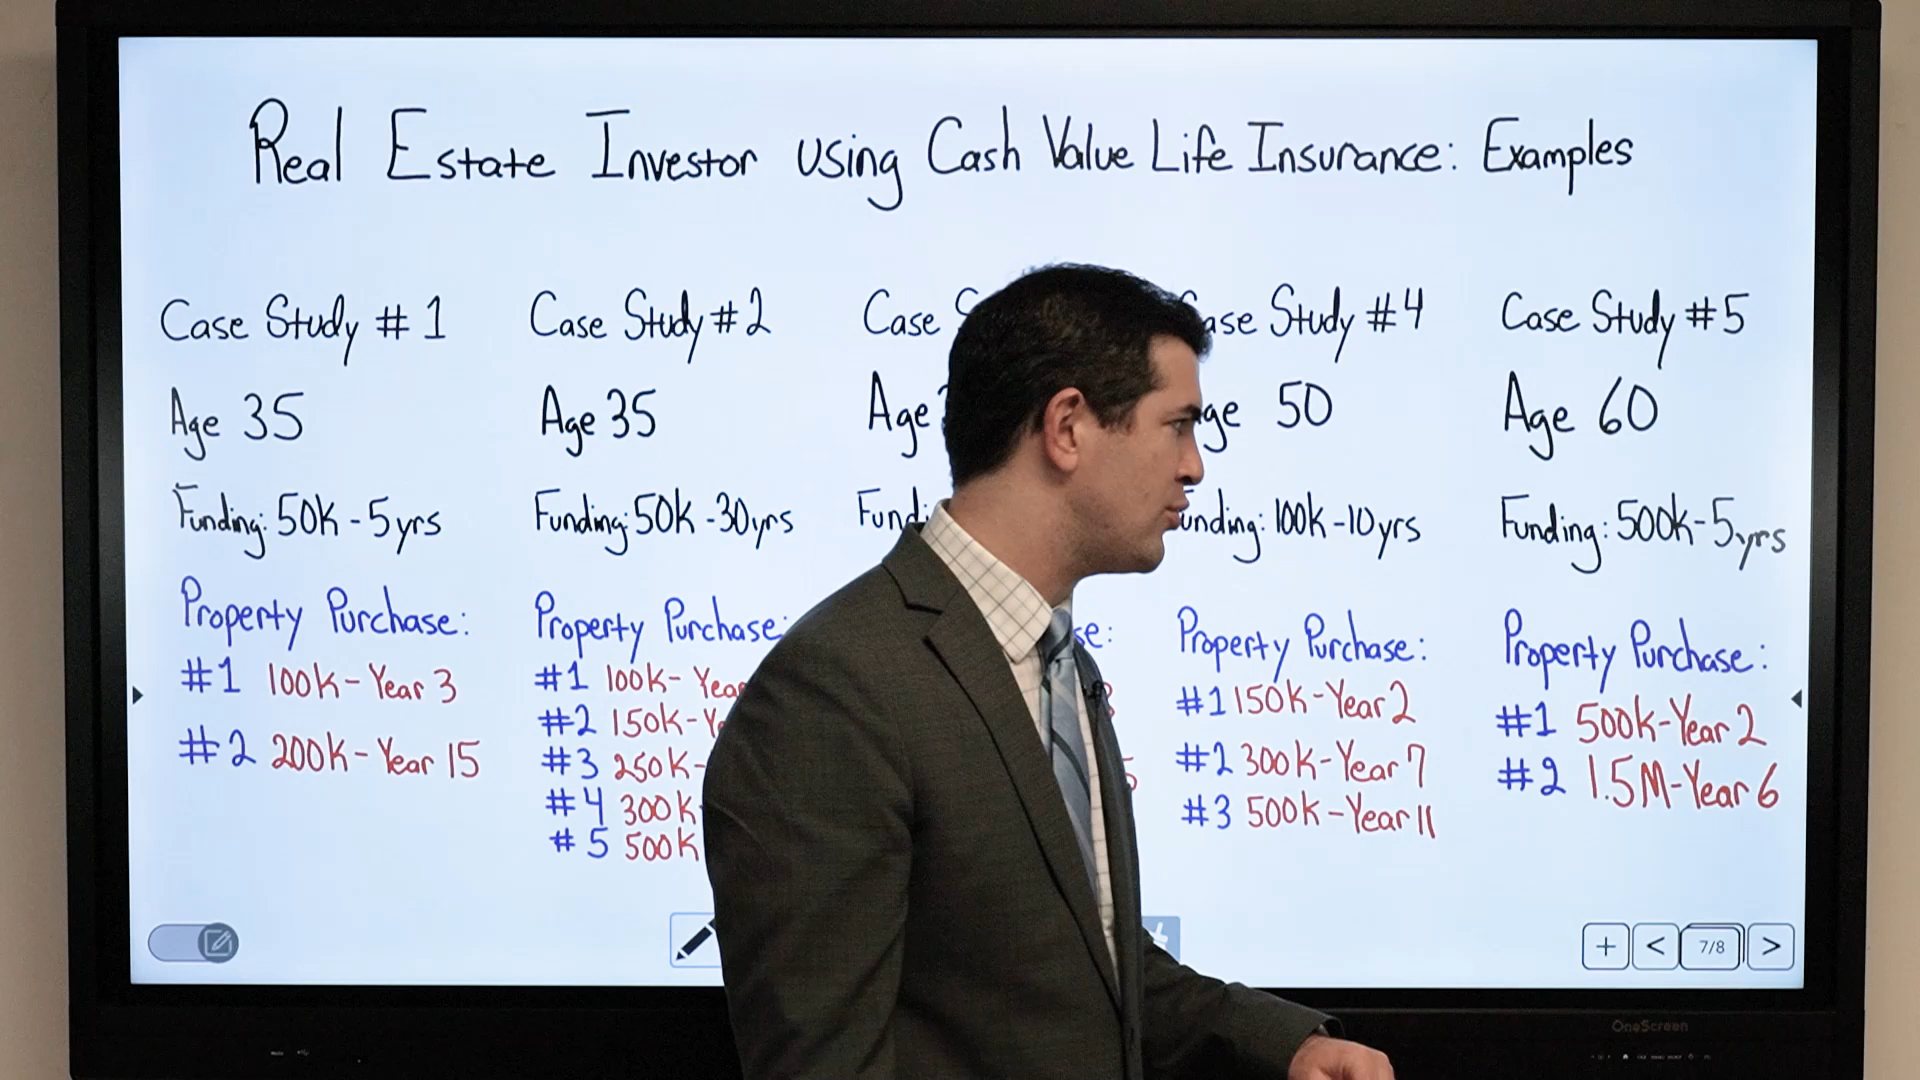 Real Estate Investor using Cash Value Life Insurance: Examples
Case Study # 1
Age 35
Funding: 50K - 5yrs
Property Purchase:
#1 100K - Year 3
#2 200K - Year 15
Case Study #2
Age 35
Funding: 50K - 30yrs
Property Purchase:
#1 100K -
#2 150K -
#3 250K -
#4 300K
#5 500K
Case
Age
Case Study #4
Age 50
Funding: 100K - 10yrs
Property Purchase:
#1 150K - Year 2
#2 300K - Year 7
#3 500K - Year 11
Case Study #5
Age 60
Funding: 500K - 5yrs
Property Purchase:
#1 500K - Year 2
#2 1.5M - Year 6
+ < 7/8 >
OneScreen